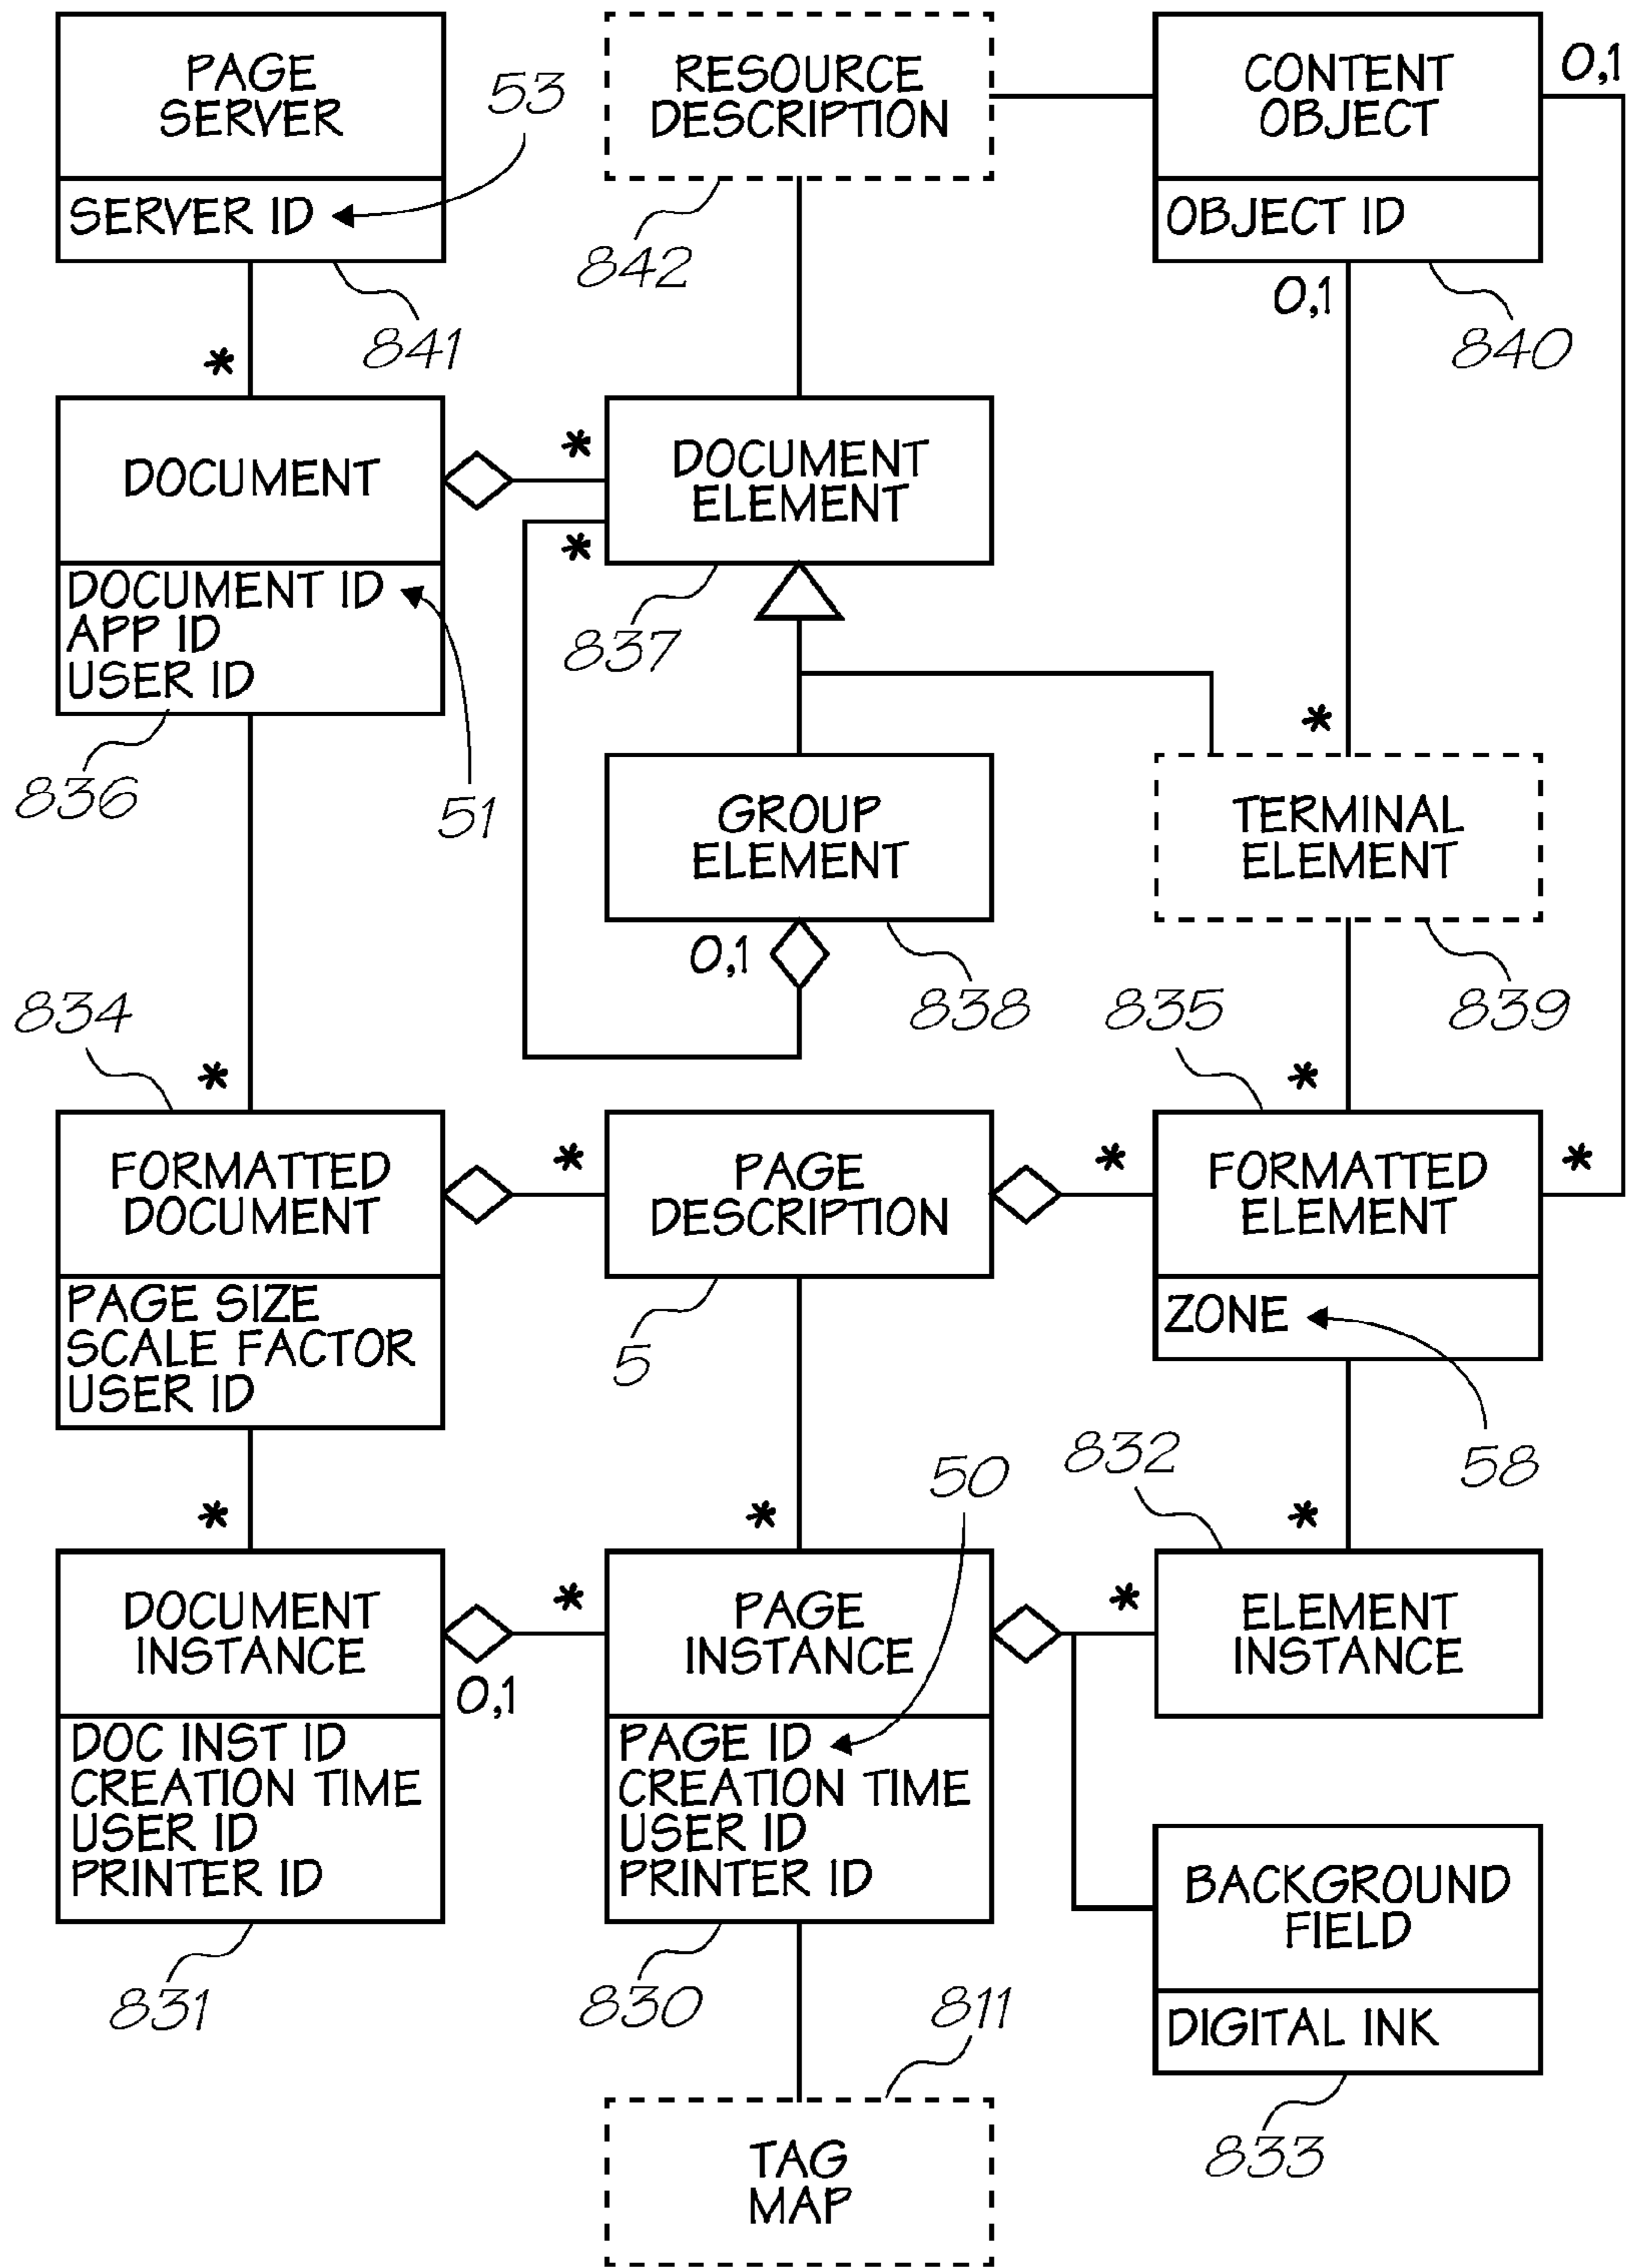 PAGE
SERVER
53
SERVER ID
841
RESOURCE
DESCRIPTION
842
CONTENT
OBJECT
0,1
OBJECT ID
0,1
840
*
DOCUMENT
*
DOCUMENT
ELEMENT
*
DOCUMENT ID
APP ID
USER ID
837
836
51
*
GROUP
ELEMENT
TERMINAL
ELEMENT
0,1
838
835
839
834
*
*
FORMATTED
DOCUMENT
*
PAGE
DESCRIPTION
*
FORMATTED
ELEMENT
*
PAGE SIZE
SCALE FACTOR
USER ID
5
ZONE
58
50
832
*
*
*
DOCUMENT
INSTANCE
*
0,1
PAGE
INSTANCE
*
ELEMENT
INSTANCE
DOC INST ID
CREATION TIME
USER ID
PRINTER ID
PAGE ID
CREATION TIME
USER ID
PRINTER ID
BACKGROUND
FIELD
DIGITAL INK
831
830
811
833
TAG
MAP